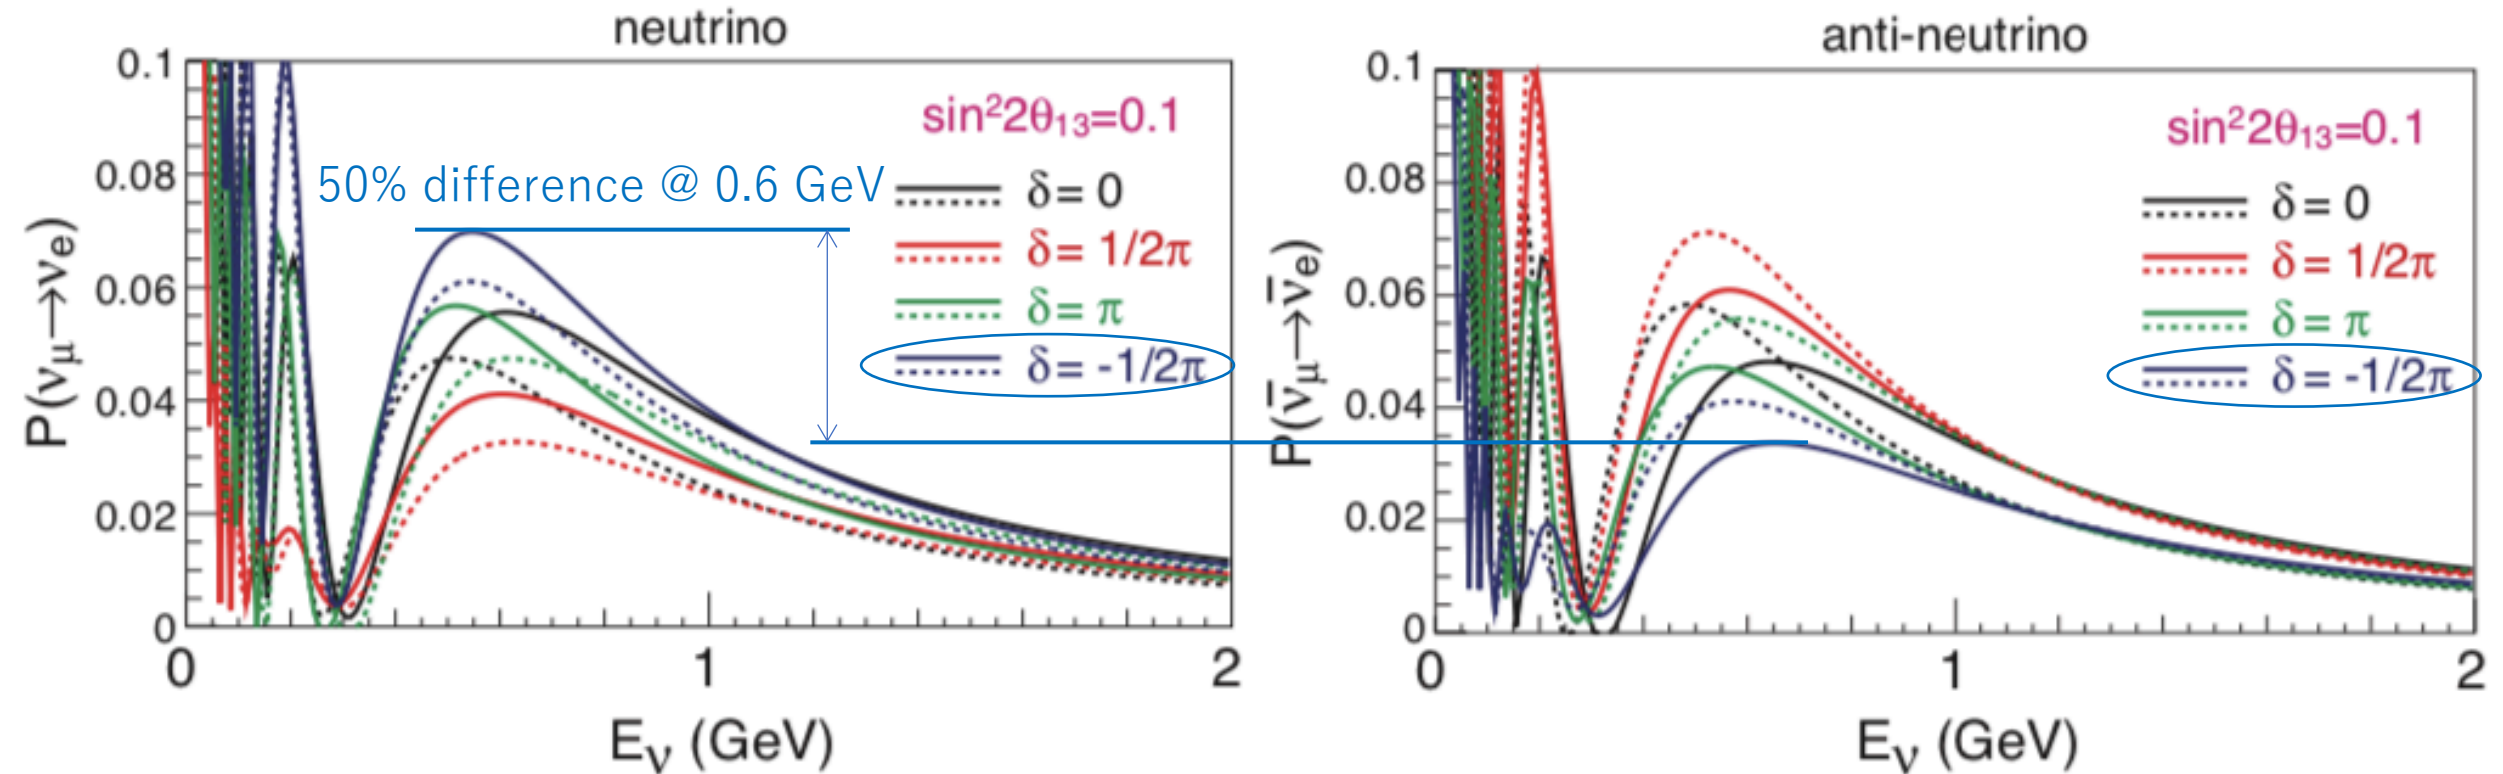 neutrino
0.1
0.08
0.06
0.04
0.02
0
0
1
2
P(νμ→νe)
Eν (GeV)
sin²2θ₁₃=0.1
50% difference @ 0.6 GeV
δ = 0
δ = 1/2π
δ = π
δ = -1/2π
anti-neutrino
0.1
0.08
0.06
0.04
0.02
0
0
1
2
P(ν̄μ→ν̄e)
Eν (GeV)
sin²2θ₁₃=0.1
δ = 0
δ = 1/2π
δ = π
δ = -1/2π